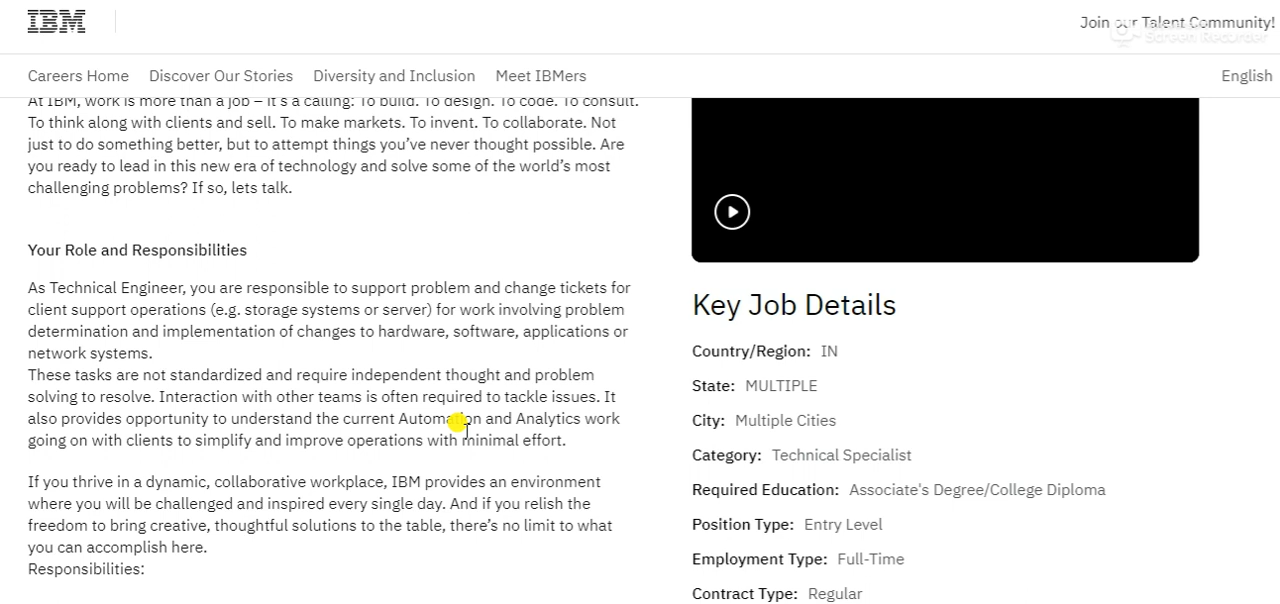 IBM
Join our Talent Community!
Screen Recorder
Careers Home Discover Our Stories Diversity and Inclusion Meet IBMers English
At IBM, work is more than a job – it's a calling: To build. To design. To code. To consult.
To think along with clients and sell. To make markets. To invent. To collaborate. Not
just to do something better, but to attempt things you've never thought possible. Are
you ready to lead in this new era of technology and solve some of the world's most
challenging problems? If so, lets talk.
Your Role and Responsibilities
As Technical Engineer, you are responsible to support problem and change tickets for
client support operations (e.g. storage systems or server) for work involving problem
determination and implementation of changes to hardware, software, applications or
network systems.
These tasks are not standardized and require independent thought and problem
solving to resolve. Interaction with other teams is often required to tackle issues. It
also provides opportunity to understand the current Automation and Analytics work
going on with clients to simplify and improve operations with minimal effort.
If you thrive in a dynamic, collaborative workplace, IBM provides an environment
where you will be challenged and inspired every single day. And if you relish the
freedom to bring creative, thoughtful solutions to the table, there's no limit to what
you can accomplish here.
Responsibilities:
Key Job Details
Country/Region: IN
State: MULTIPLE
City: Multiple Cities
Category: Technical Specialist
Required Education: Associate's Degree/College Diploma
Position Type: Entry Level
Employment Type: Full-Time
Contract Type: Regular